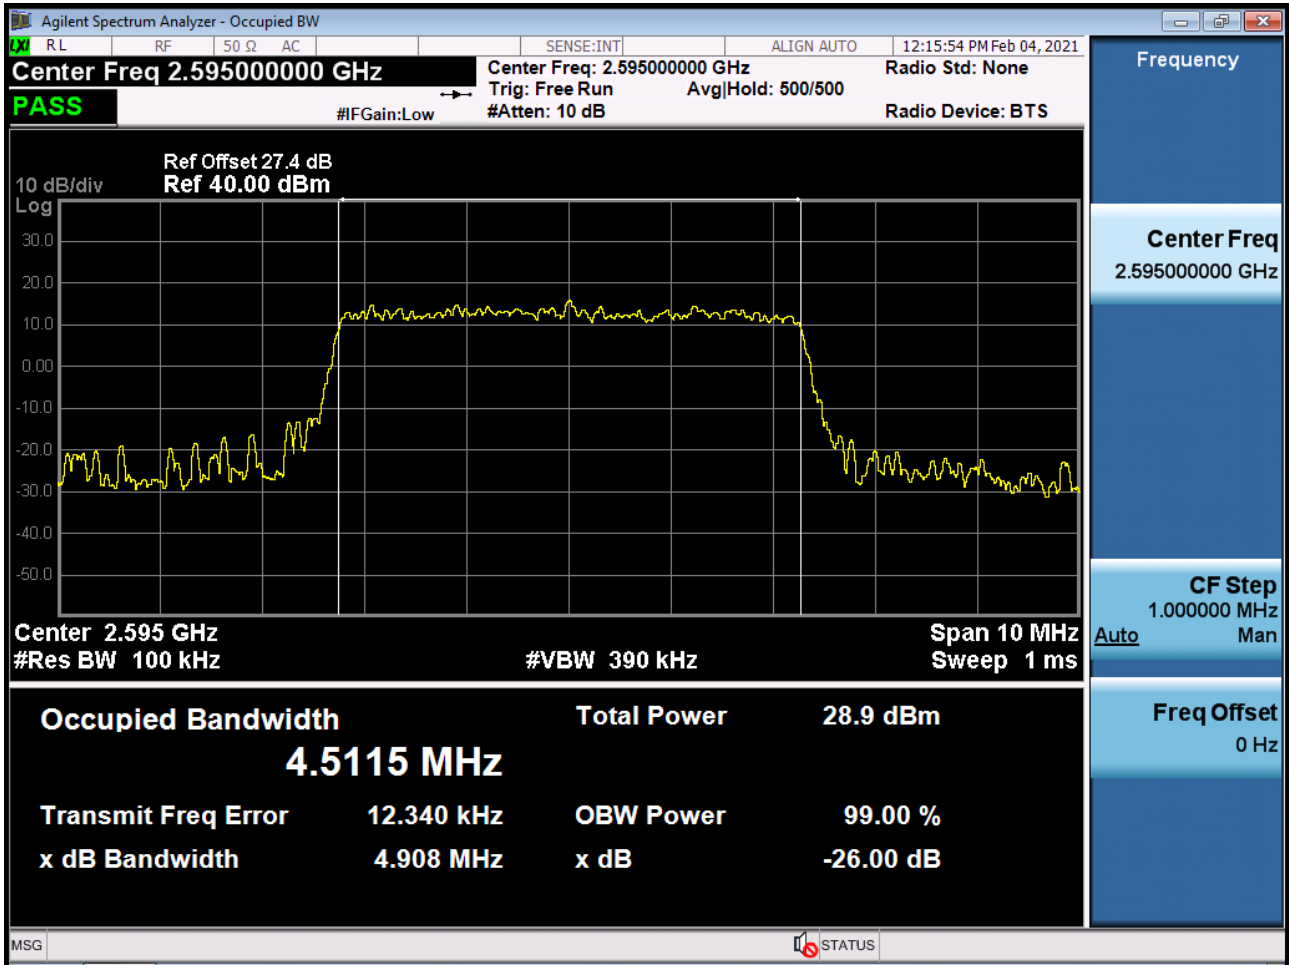 Agilent Spectrum Analyzer - Occupied BW
LXI RL RF 50 Ω AC SENSE:INT ALIGN AUTO 12:15:54 PM Feb 04, 2021
Center Freq 2.595000000 GHz
Center Freq: 2.595000000 GHz
Radio Std: None
Trig: Free Run Avg|Hold: 500/500
PASS
#IFGain:Low
#Atten: 10 dB
Radio Device: BTS
Frequency
Ref Offset 27.4 dB
10 dB/div Ref 40.00 dBm
Log
30.0
20.0
10.0
0.00
-10.0
-20.0
-30.0
-40.0
-50.0
Center 2.595 GHz Span 10 MHz
#Res BW 100 kHz #VBW 390 kHz Sweep 1 ms
Center Freq
2.595000000 GHz
CF Step
1.000000 MHz
Auto Man
Freq Offset
0 Hz
Occupied Bandwidth Total Power 28.9 dBm
4.5115 MHz
Transmit Freq Error 12.340 kHz OBW Power 99.00 %
x dB Bandwidth 4.908 MHz x dB -26.00 dB
MSG STATUS